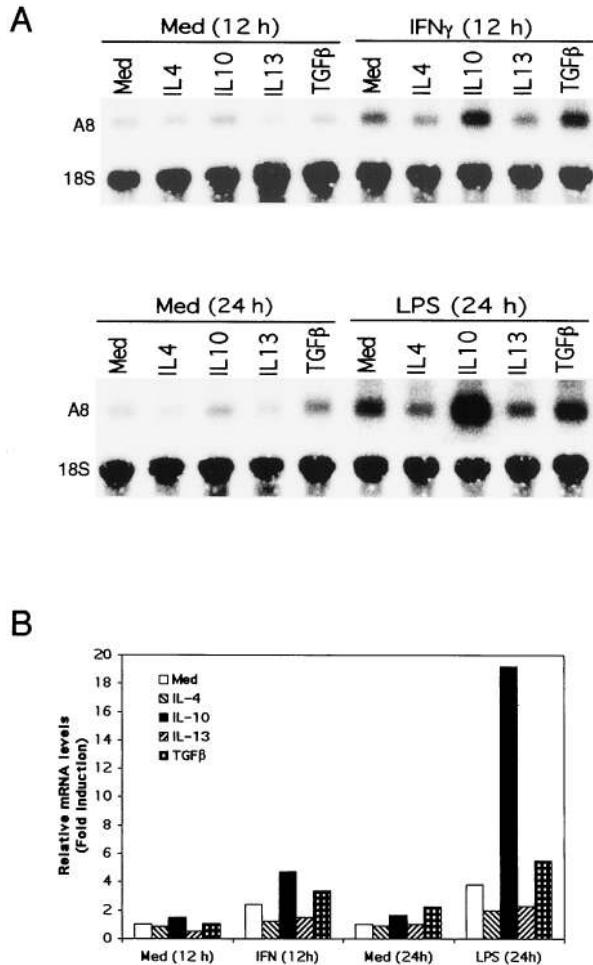 A
Med (12 h) IFNγ (12 h)
Med IL4 IL10 IL13 TGFβ Med IL4 IL10 IL13 TGFβ
A8
18S
Med (24 h) LPS (24 h)
Med IL4 IL10 IL13 TGFβ Med IL4 IL10 IL13 TGFβ
A8
18S
B
Relative mRNA levels
(Fold Induction)
20
18
16
14
12
10
8
6
4
2
0
Med
IL-4
IL-10
IL-13
TGFβ
Med (12 h) IFN (12h) Med (24h) LPS (24h)